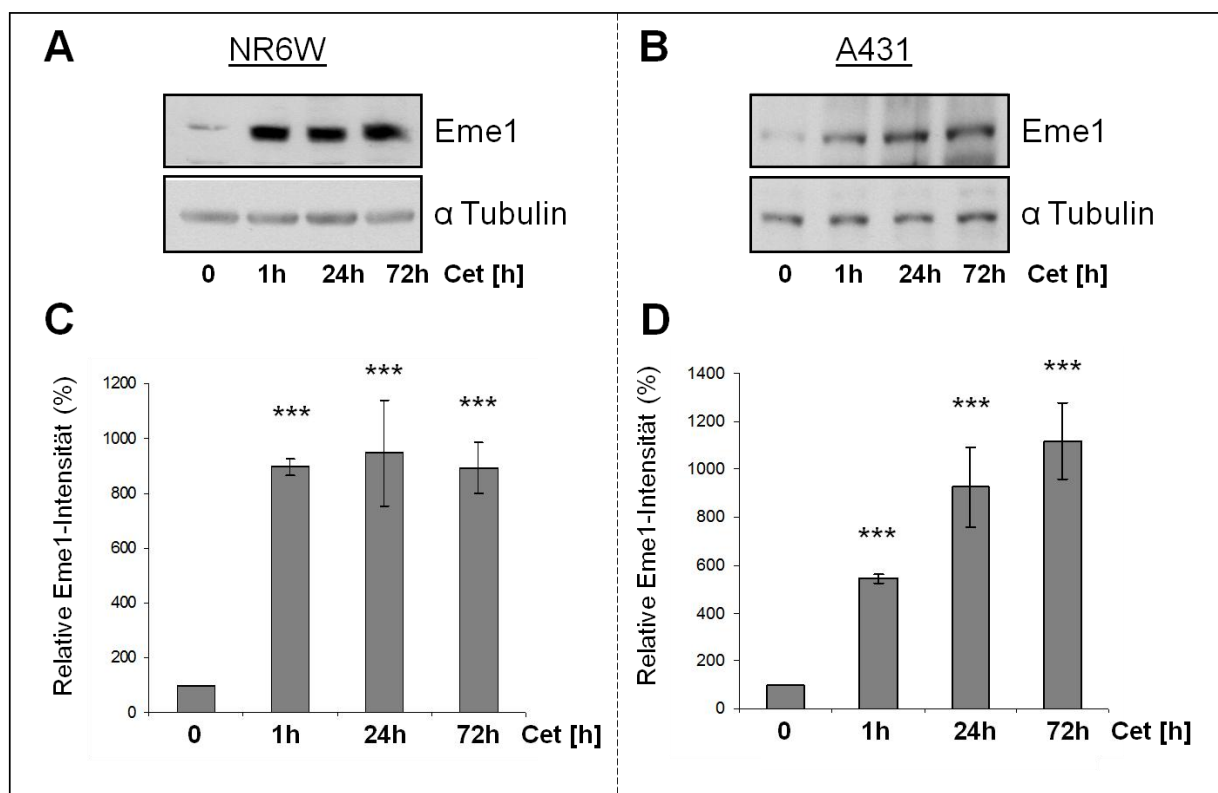 A
NR6W
Eme1
α Tubulin
0 1h 24h 72h Cet [h]
B
A431
Eme1
α Tubulin
0 1h 24h 72h Cet [h]
C
Relative Eme1-Intensität (%)
1200
1000
800
600
400
200
0
***
***
***
0 1h 24h 72h Cet [h]
D
Relative Eme1-Intensität (%)
1400
1200
1000
800
600
400
200
0
***
***
***
0 1h 24h 72h Cet [h]